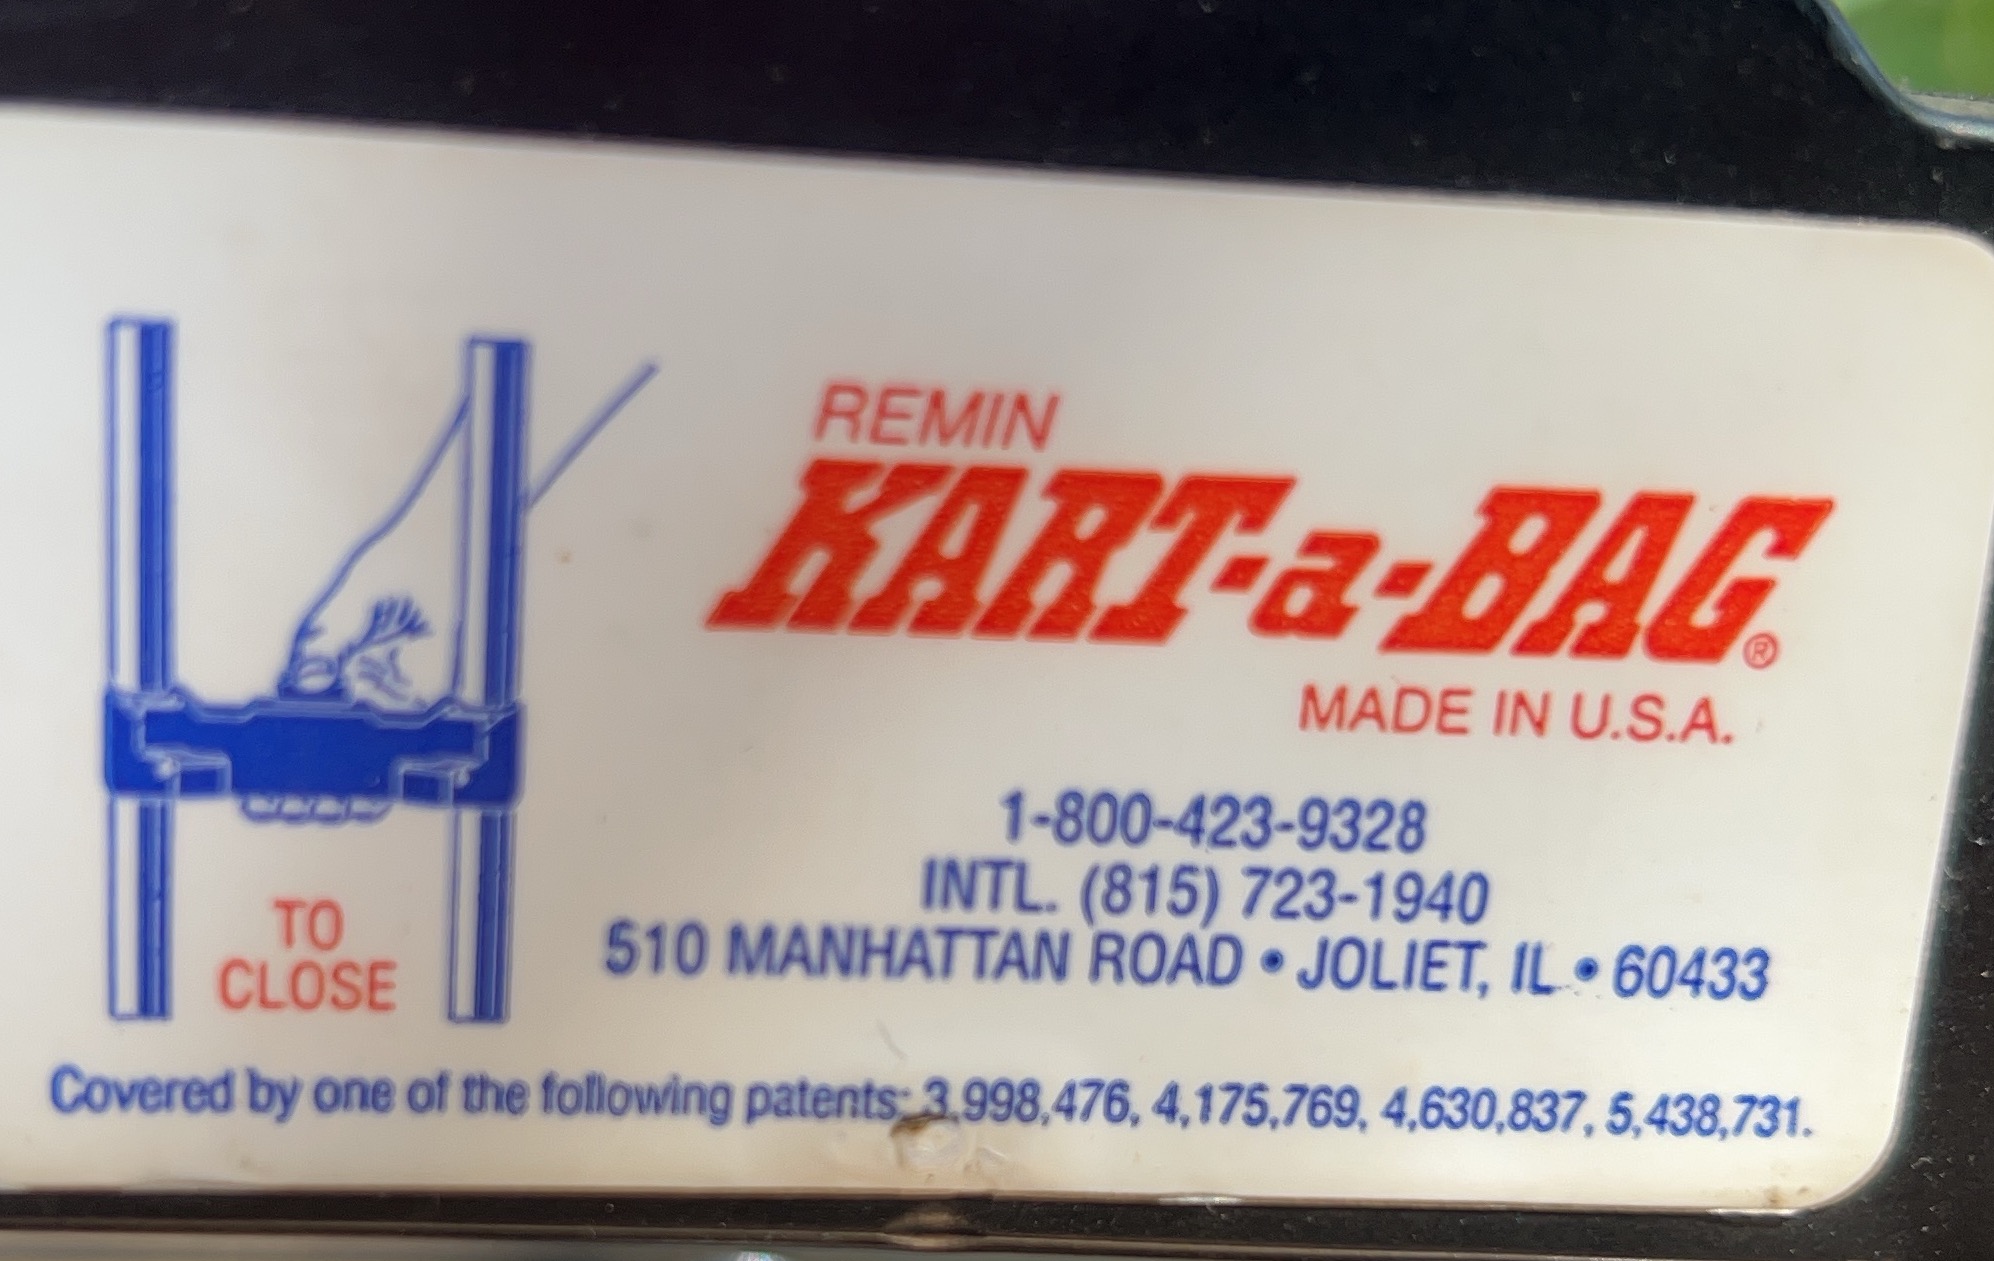 REMIN
KART-a-BAG®
MADE IN U.S.A.
1-800-423-9328
INTL. (815) 723-1940
510 MANHATTAN ROAD • JOLIET, IL • 60433
TO
CLOSE
Covered by one of the following patents: 3,998,476, 4,175,769, 4,630,837, 5,438,731.